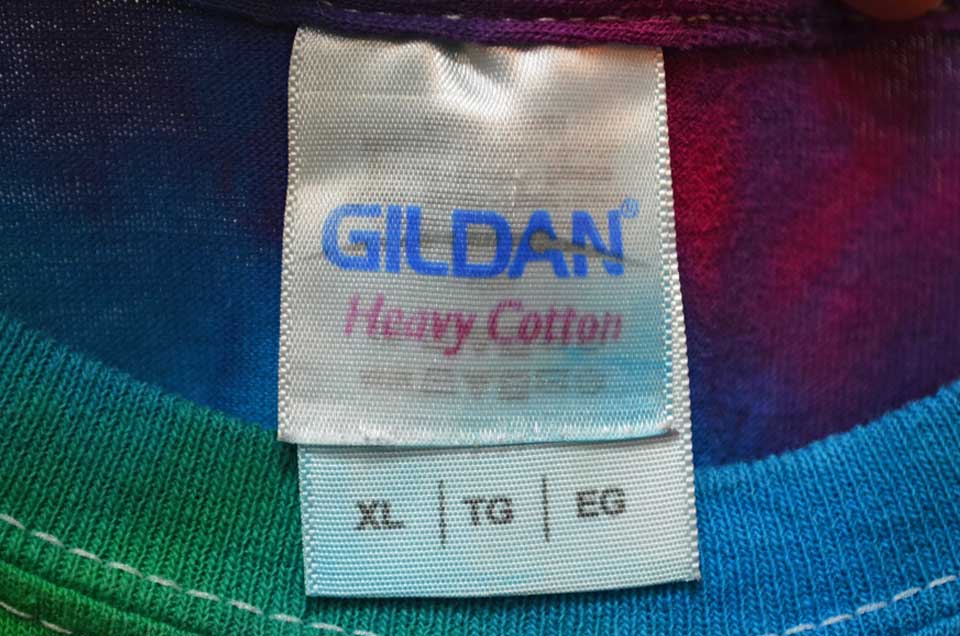 GILDAN®
Heavy Cotton
XL | TG | EG